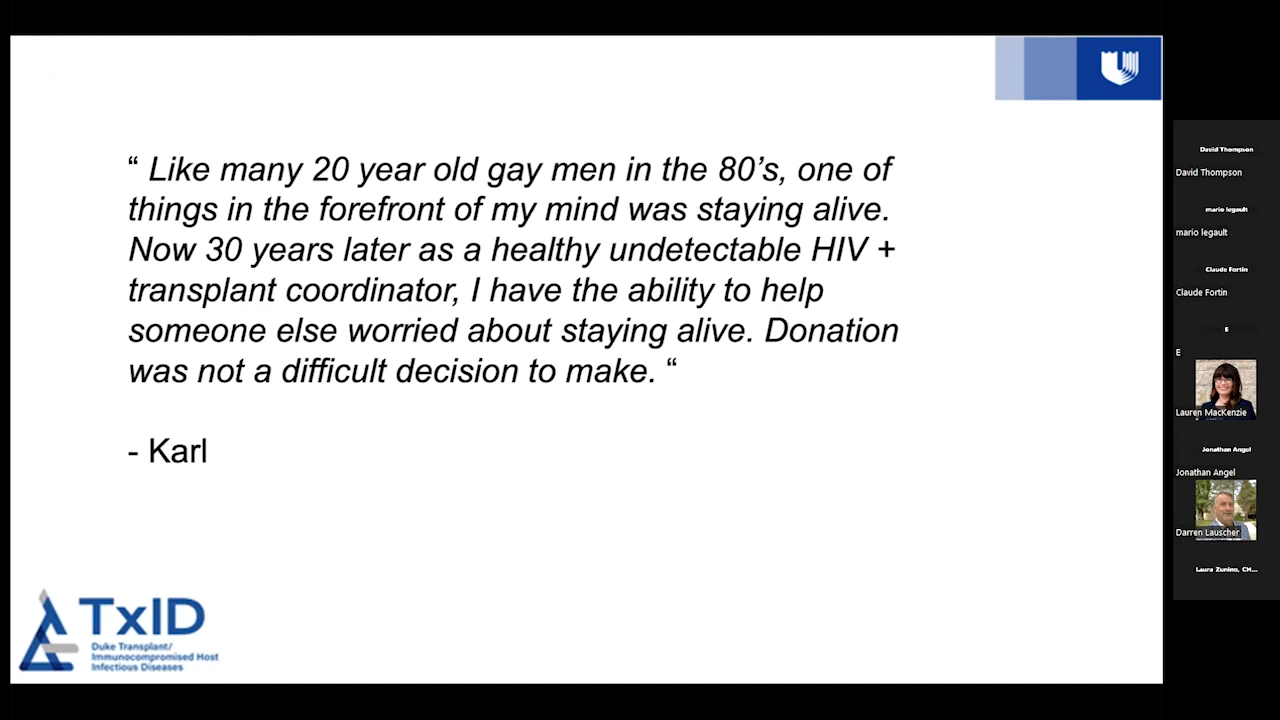 “ Like many 20 year old gay men in the 80’s, one of
things in the forefront of my mind was staying alive.
Now 30 years later as a healthy undetectable HIV +
transplant coordinator, I have the ability to help
someone else worried about staying alive. Donation
was not a difficult decision to make. “
- Karl
TxID
Duke Transplant/
Immunocompromised Host
Infectious Diseases
David Thompson
David Thompson
mario legault
mario legault
Claude Fortin
Claude Fortin
E
E
Lauren MacKenzie
Jonathan Angel
Jonathan Angel
Darren Lauscher
Laura Zunino, CH...